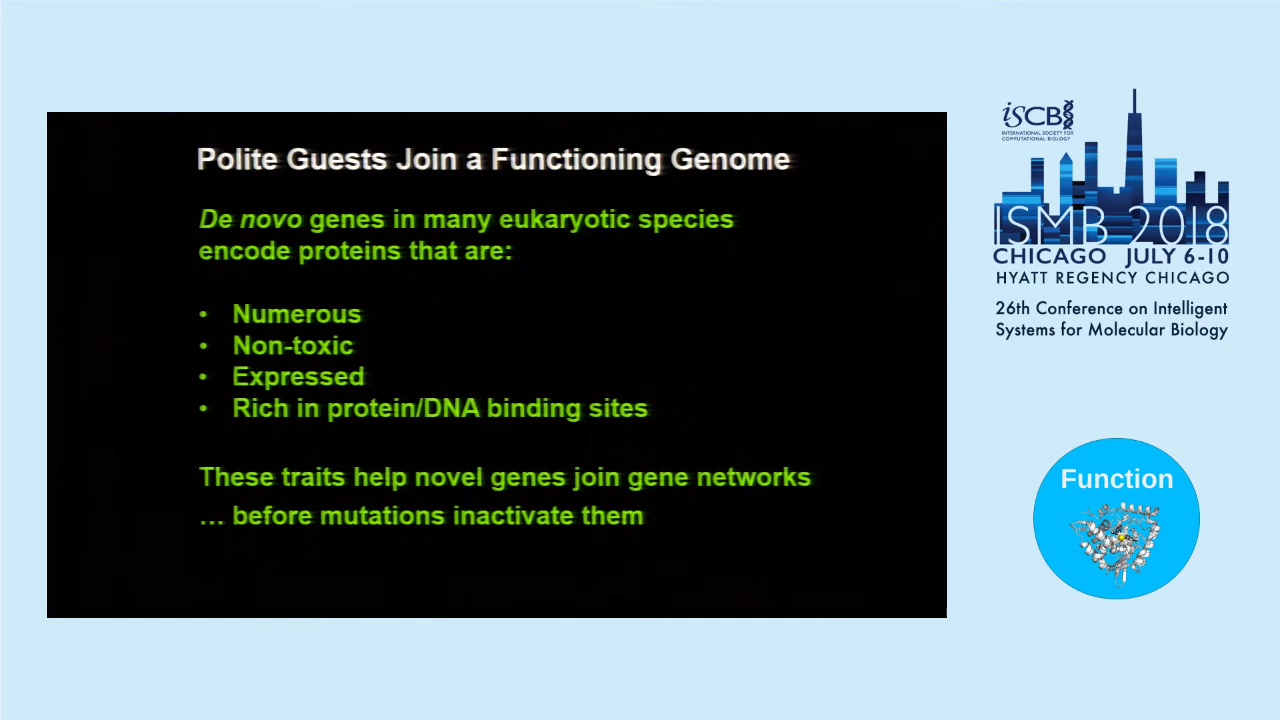 Polite Guests Join a Functioning Genome
De novo genes in many eukaryotic species
encode proteins that are:
• Numerous
• Non-toxic
• Expressed
• Rich in protein/DNA binding sites
These traits help novel genes join gene networks
… before mutations inactivate them
iSCB
INTERNATIONAL SOCIETY FOR
COMPUTATIONAL BIOLOGY
ISMB 2018
CHICAGO JULY 6-10
HYATT REGENCY CHICAGO
26th Conference on Intelligent
Systems for Molecular Biology
Function